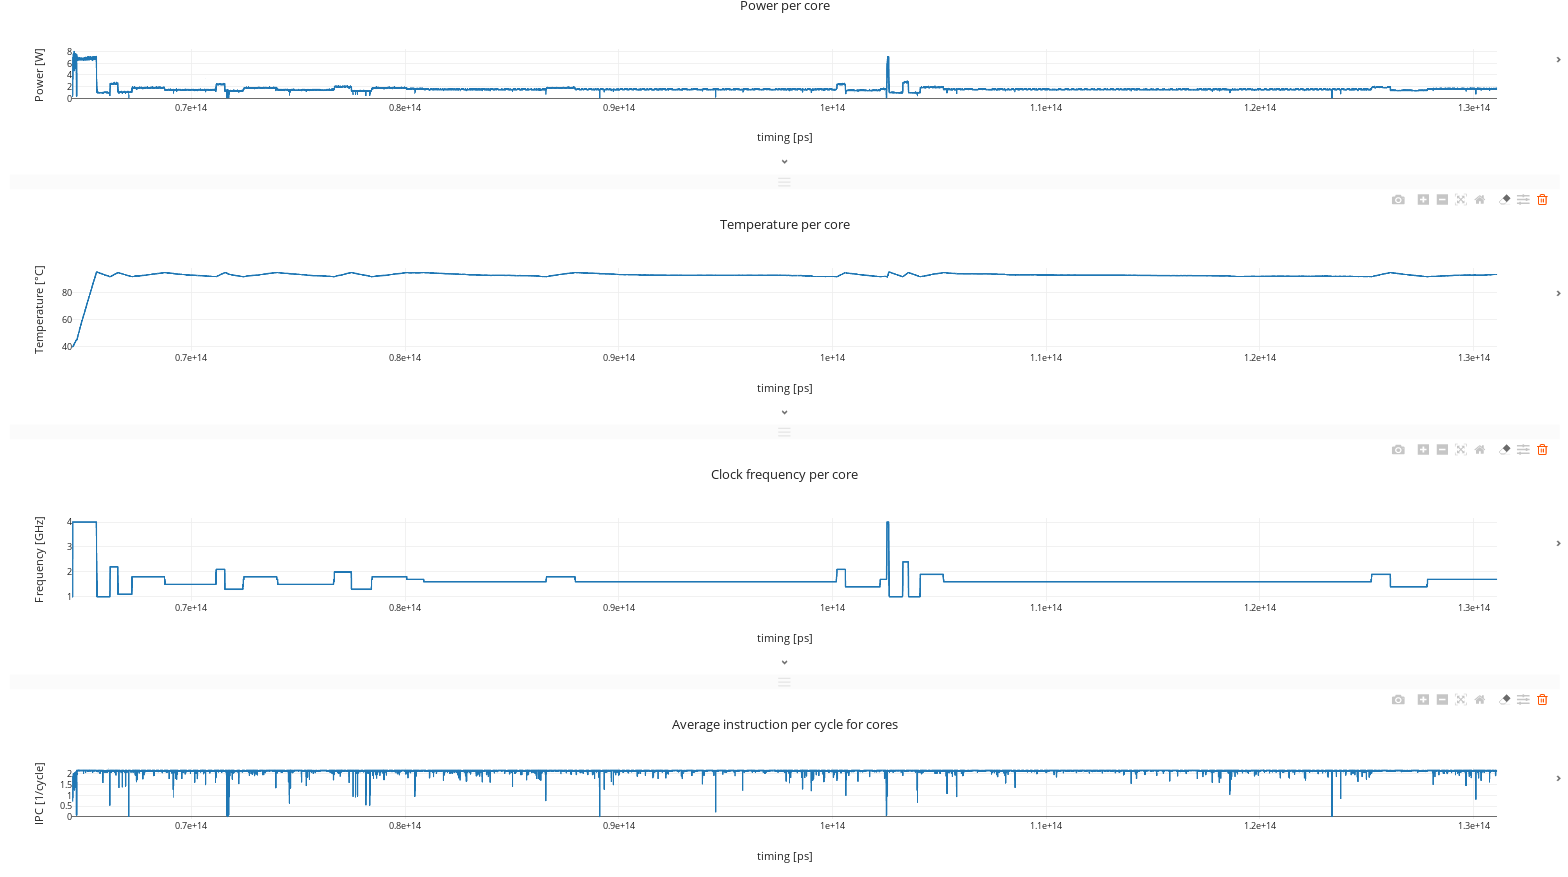 Power per core
Power [W]
8
6
4
2
0
0.7e+14 0.8e+14 0.9e+14 1e+14 1.1e+14 1.2e+14 1.3e+14
timing [ps]
Temperature per core
Temperature [°C]
80
60
40
0.7e+14 0.8e+14 0.9e+14 1e+14 1.1e+14 1.2e+14 1.3e+14
timing [ps]
Clock frequency per core
Frequency [GHz]
4
3
2
1
0.7e+14 0.8e+14 0.9e+14 1e+14 1.1e+14 1.2e+14 1.3e+14
timing [ps]
Average instruction per cycle for cores
IPC [1/cycle]
2
1.5
1
0.5
0
0.7e+14 0.8e+14 0.9e+14 1e+14 1.1e+14 1.2e+14 1.3e+14
timing [ps]